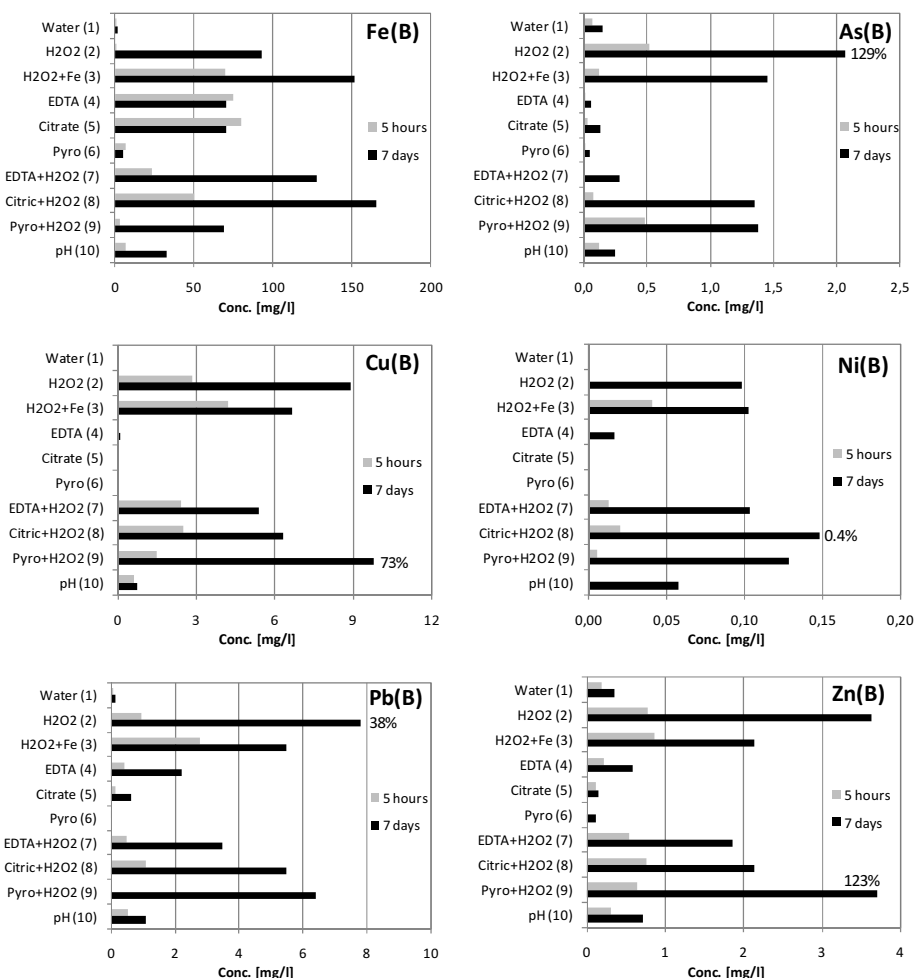 Fe(B)
Water (1)
H2O2 (2)
H2O2+Fe (3)
EDTA (4)
Citrate (5)
Pyro (6)
EDTA+H2O2 (7)
Citric+H2O2 (8)
Pyro+H2O2 (9)
pH (10)
5 hours
7 days
0 50 100 150 200
Conc. [mg/l]
As(B)
Water (1)
H2O2 (2)
H2O2+Fe (3)
EDTA (4)
Citrate (5)
Pyro (6)
EDTA+H2O2 (7)
Citric+H2O2 (8)
Pyro+H2O2 (9)
pH (10)
129%
5 hours
7 days
0,0 0,5 1,0 1,5 2,0 2,5
Conc. [mg/l]
Cu(B)
Water (1)
H2O2 (2)
H2O2+Fe (3)
EDTA (4)
Citrate (5)
Pyro (6)
EDTA+H2O2 (7)
Citric+H2O2 (8)
Pyro+H2O2 (9)
pH (10)
5 hours
7 days
73%
0 3 6 9 12
Conc. [mg/l]
Ni(B)
Water (1)
H2O2 (2)
H2O2+Fe (3)
EDTA (4)
Citrate (5)
Pyro (6)
EDTA+H2O2 (7)
Citric+H2O2 (8)
Pyro+H2O2 (9)
pH (10)
5 hours
7 days
0.4%
0,00 0,05 0,10 0,15 0,20
Conc. [mg/l]
Pb(B)
Water (1)
H2O2 (2)
H2O2+Fe (3)
EDTA (4)
Citrate (5)
Pyro (6)
EDTA+H2O2 (7)
Citric+H2O2 (8)
Pyro+H2O2 (9)
pH (10)
38%
5 hours
7 days
0 2 4 6 8 10
Conc. [mg/l]
Zn(B)
Water (1)
H2O2 (2)
H2O2+Fe (3)
EDTA (4)
Citrate (5)
Pyro (6)
EDTA+H2O2 (7)
Citric+H2O2 (8)
Pyro+H2O2 (9)
pH (10)
5 hours
7 days
123%
0 1 2 3 4
Conc. [mg/l]